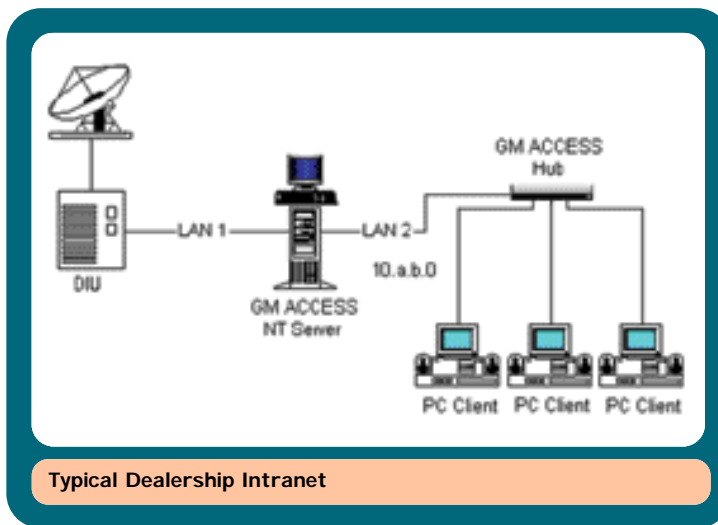 GM ACCESS
Hub
LAN 1
LAN 2
10.a.b.0
DIU
GM ACCESS
NT Server
PC Client
PC Client
PC Client
Typical Dealership Intranet